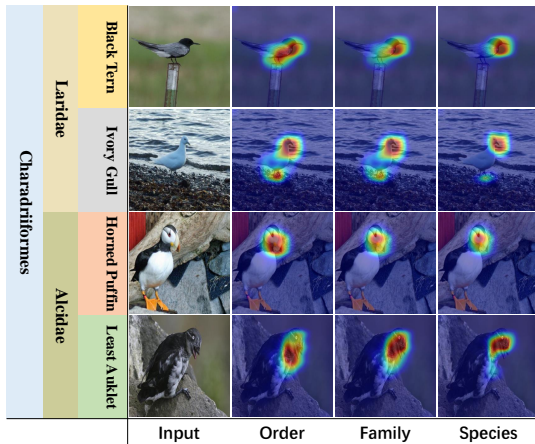 Charadriiformes
Laridae
Alcidae
Black Tern
Ivory Gull
Horned Puffin
Least Auklet
Input
Order
Family
Species